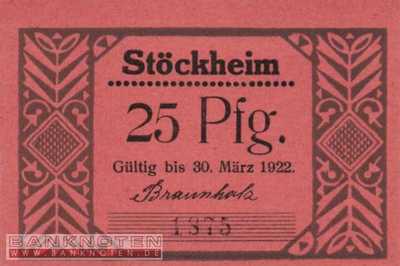 Stöckheim
25 Pfg.
Gültig bis 30. März 1922.
Braunholz
1875
BANKNOTEN
WWW.BANKNOTEN.DE